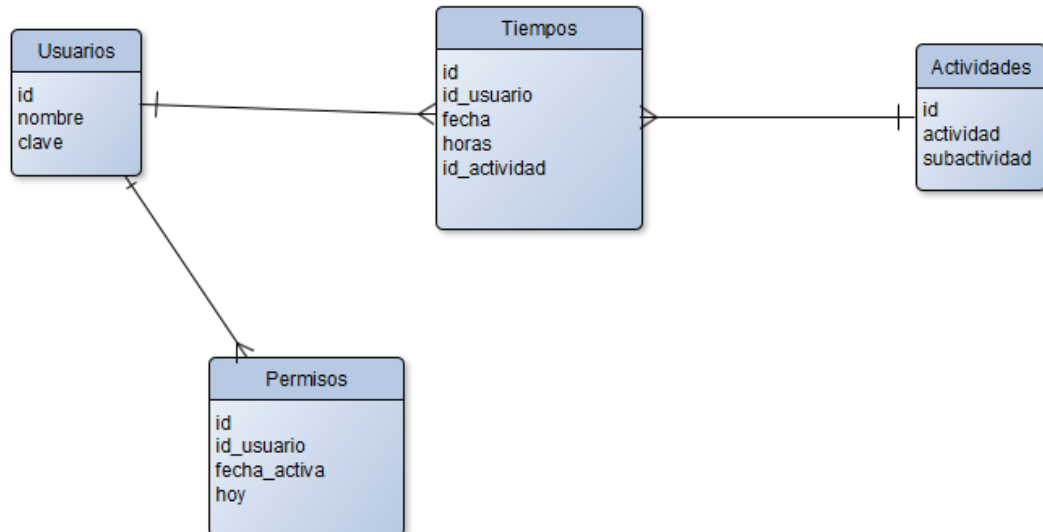 Usuarios
id
nombre
clave
Tiempos
id
id_usuario
fecha
horas
id_actividad
Actividades
id
actividad
subactividad
Permisos
id
id_usuario
fecha_activa
hoy